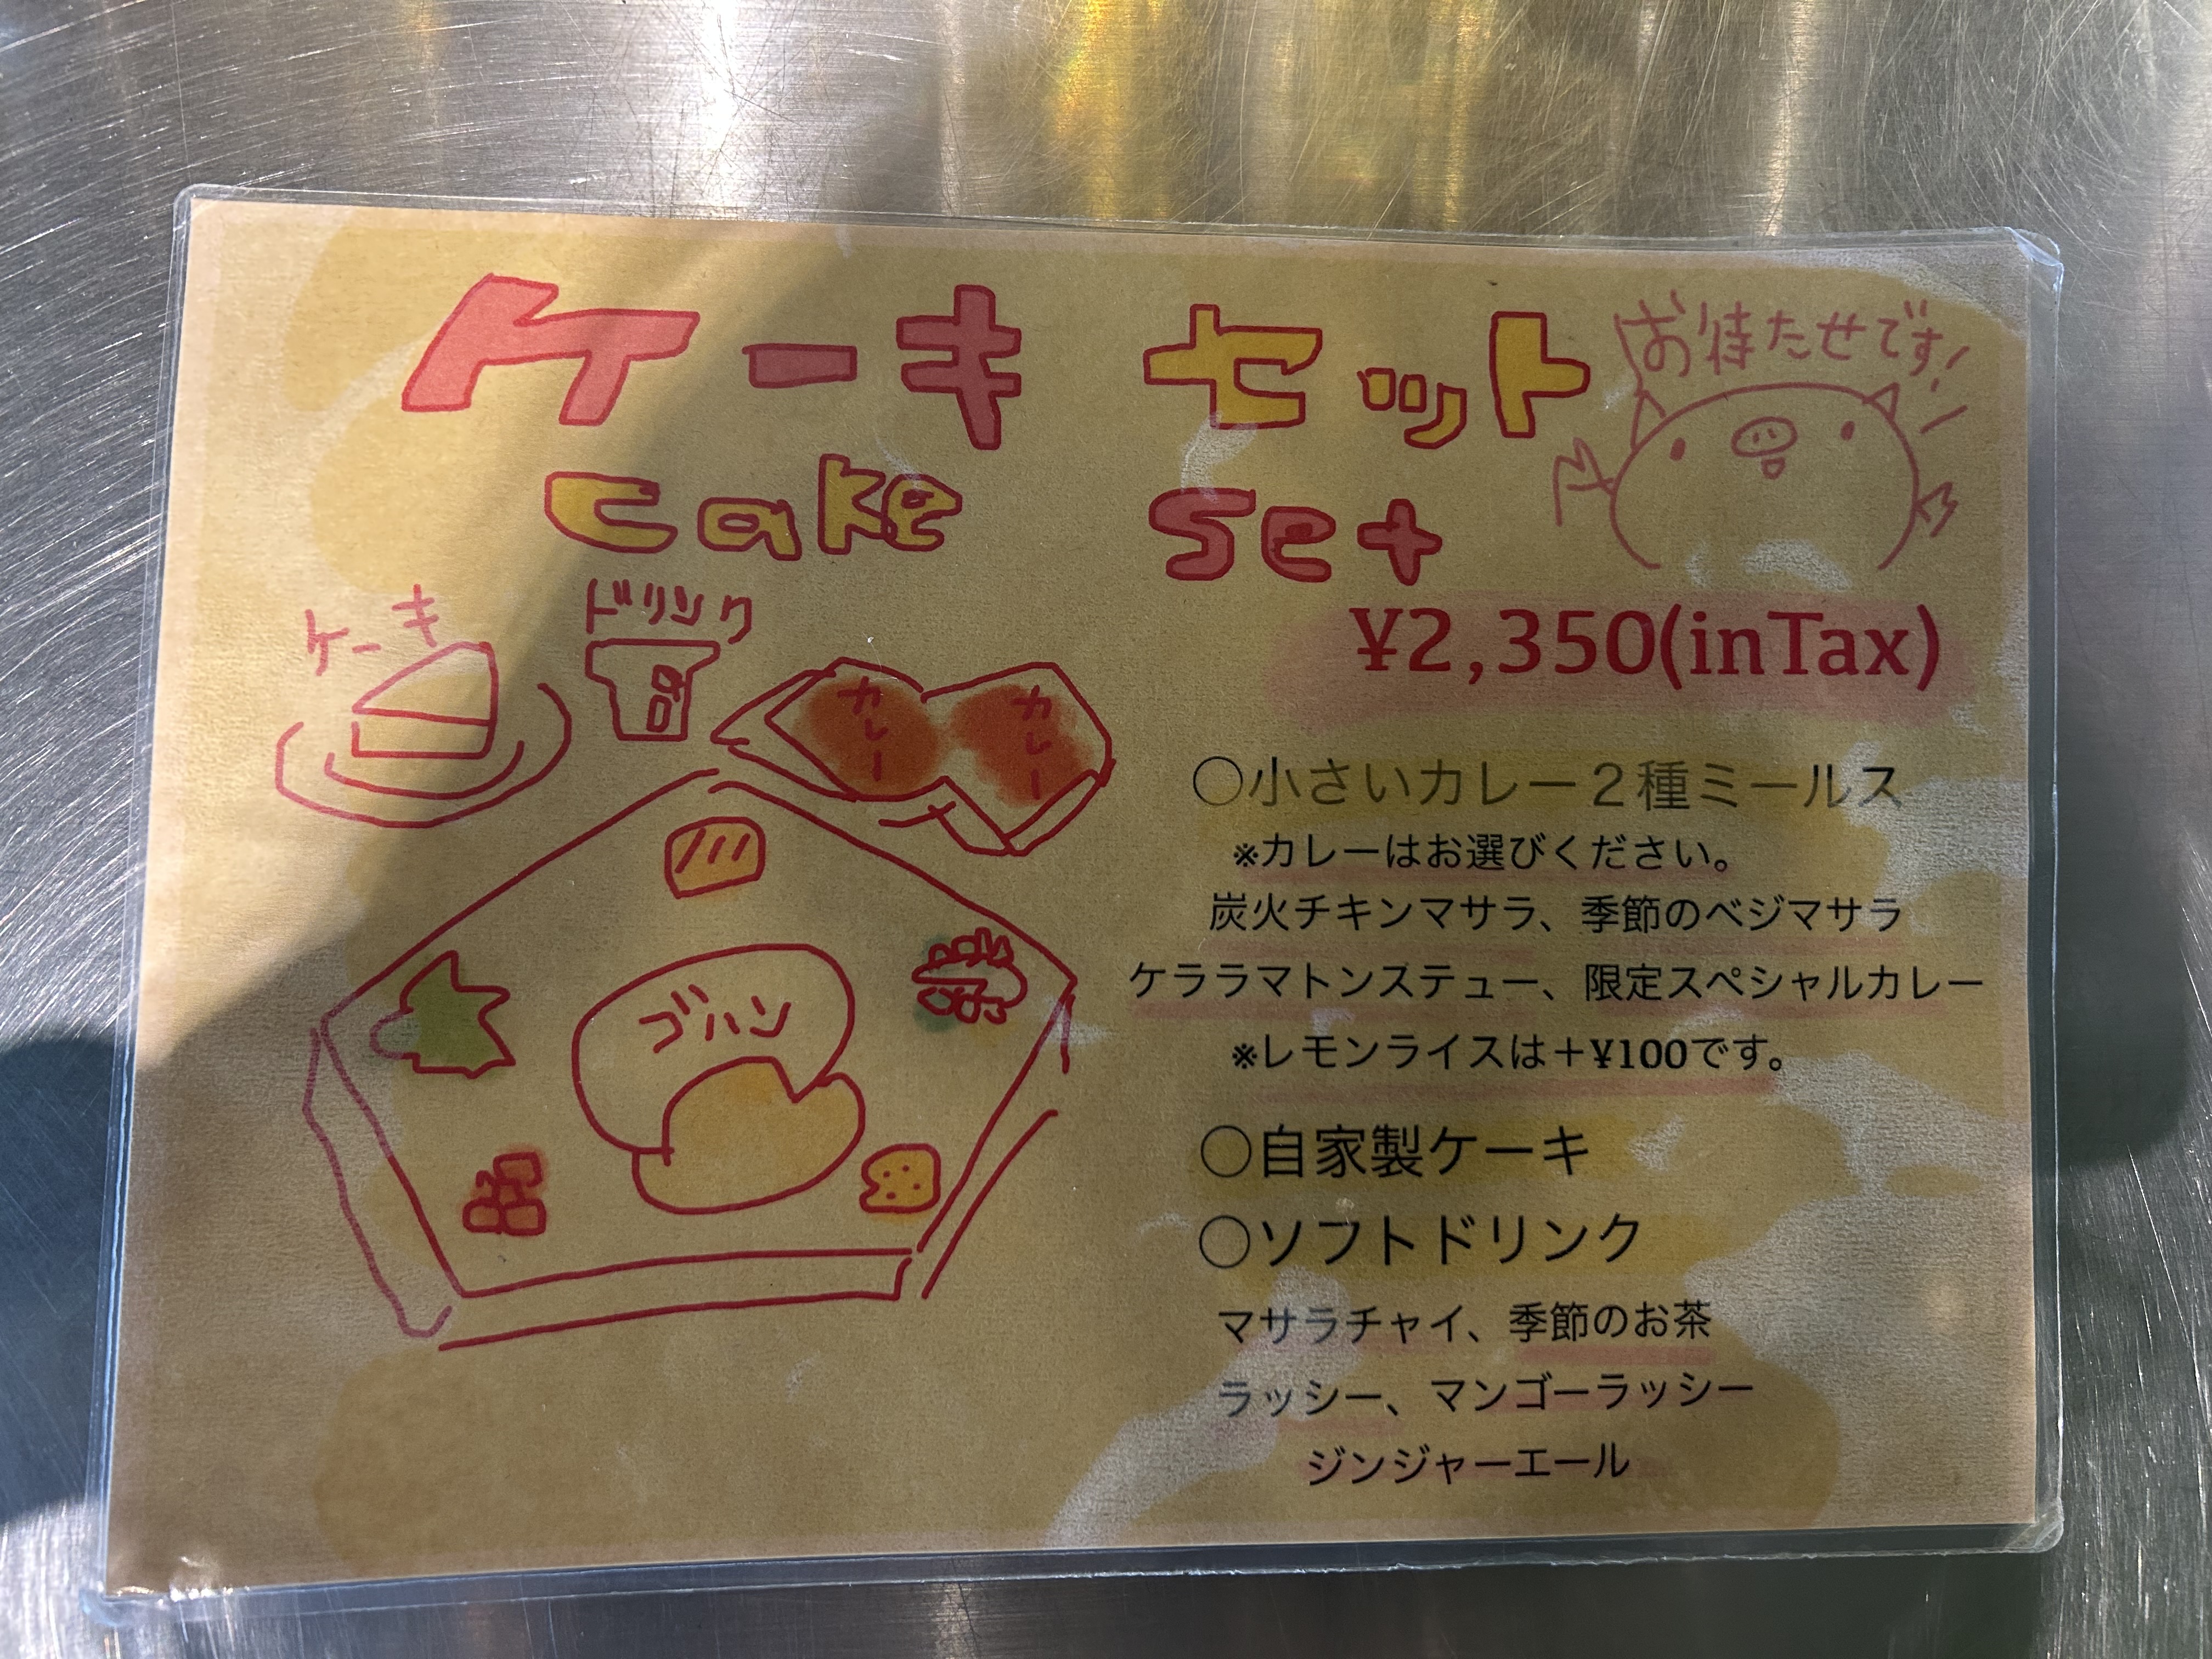 ケーキ セット
お待たせです!
cake set
¥2,350(inTax)
ケーキ
ドリンク
カレー
カレー
ゴハン
○小さいカレー2種ミールス
※カレーはお選びください。
炭火チキンマサラ、季節のベジマサラ
ケララマトンステュー、限定スペシャルカレー
※レモンライスは+¥100です。
○自家製ケーキ
○ソフトドリンク
マサラチャイ、季節のお茶
ラッシー、マンゴーラッシー
ジンジャーエール